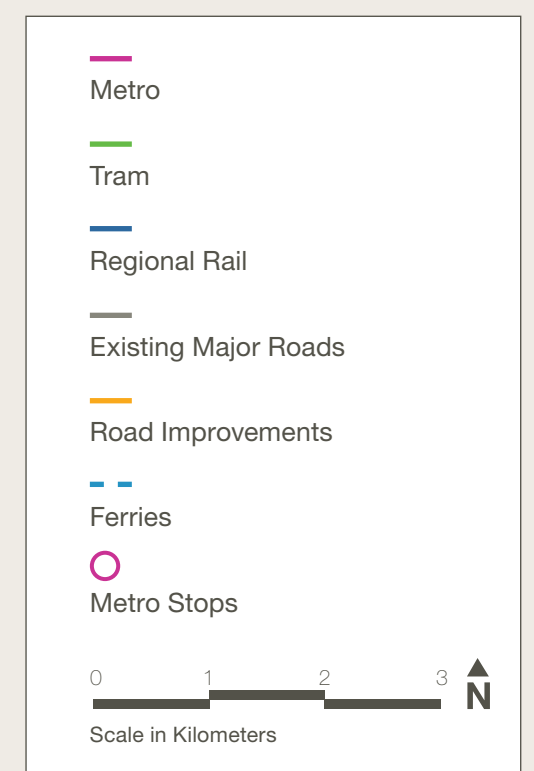 Metro
Tram
Regional Rail
Existing Major Roads
Road Improvements
Ferries
Metro Stops
0 1 2 3
N
Scale in Kilometers